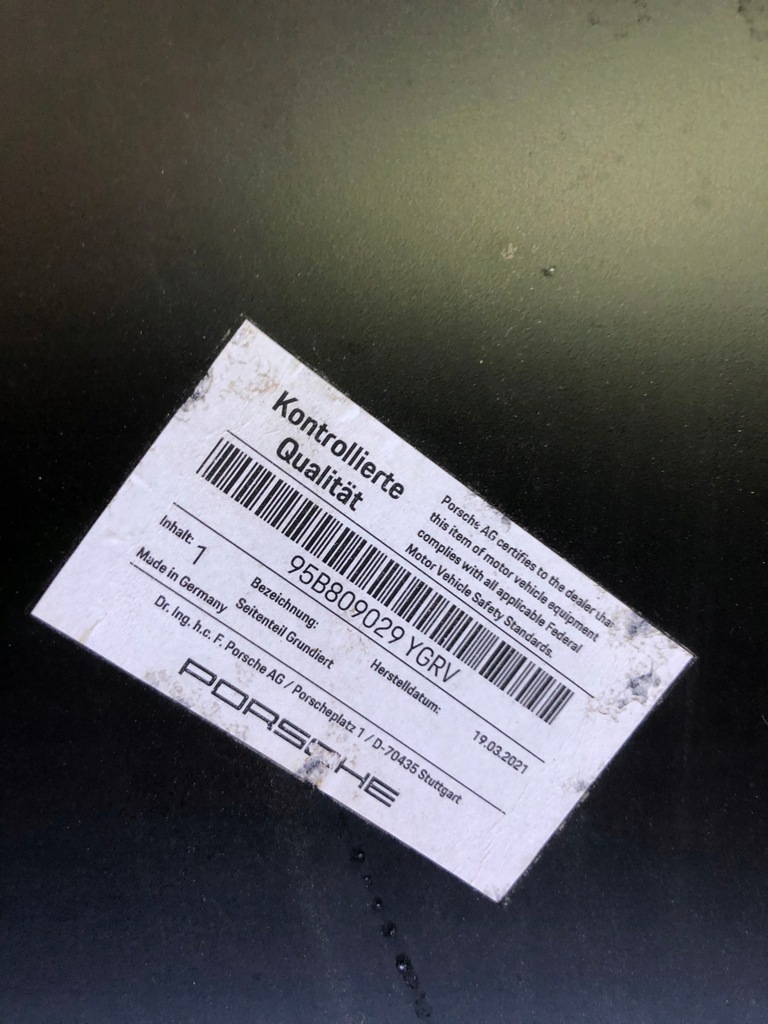 Kontrollierte
Qualität
Porsche AG certifies to the dealer tha
this item of motor vehicle equipment
complies with all applicable Federal
Motor Vehicle Safety Standards.
95B809029 YGRV
Inhalt: 1
Bezeichnung:
Herstelldatum:
Made in Germany
Seitenteil Grundiert
19.03.2021
Dr. Ing. h.c. F. Porsche AG / Porscheplatz 1 / D-70435 Stuttgart
PORSCHE